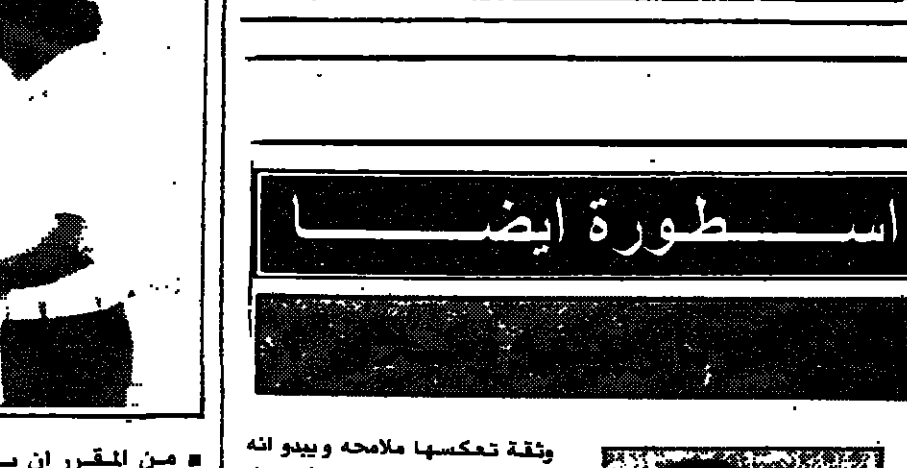 اسطورة ايضا
وثقة تعكسها ملامحه ويبدو انه
من المقرر ان